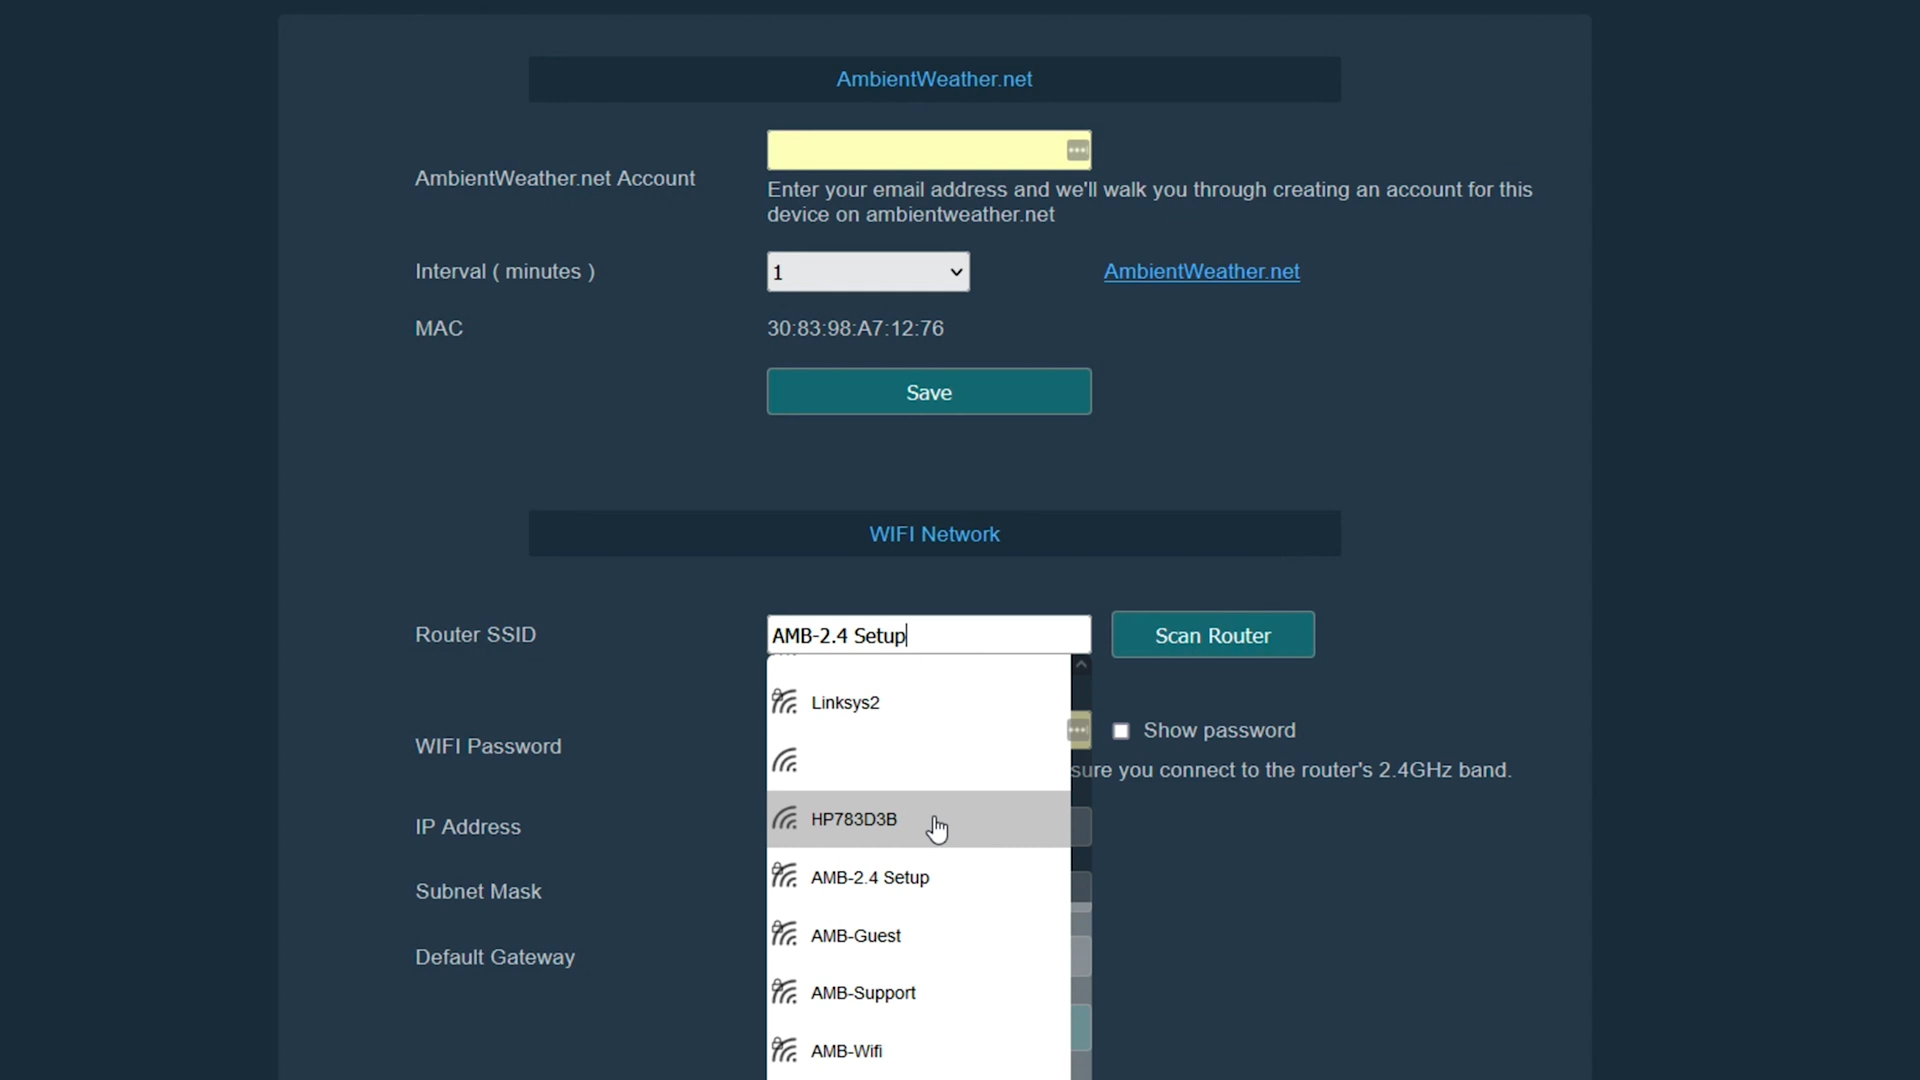 AmbientWeather.net
AmbientWeather.net Account
Enter your email address and we'll walk you through creating an account for this
device on ambientweather.net
Interval ( minutes )
1
AmbientWeather.net
MAC
30:83:98:A7:12:76
Save
WIFI Network
Router SSID
AMB-2.4 Setup
Scan Router
Linksys2
WIFI Password
Show password
sure you connect to the router's 2.4GHz band.
IP Address
HP783D3B
Subnet Mask
AMB-2.4 Setup
AMB-Guest
Default Gateway
AMB-Support
AMB-Wifi